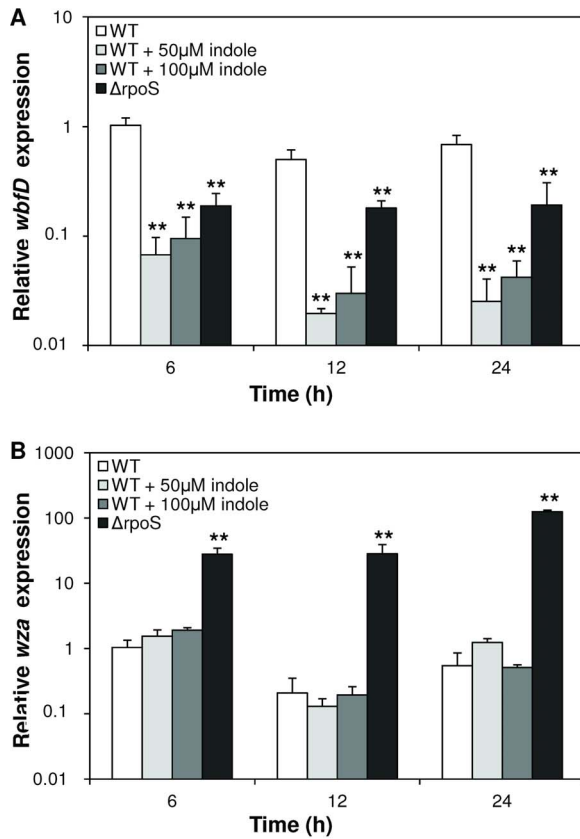 A
Relative wbfD expression
10
1
0.1
0.01
WT
WT + 50µM indole
WT + 100µM indole
ΔrpoS
**
**
**
**
**
**
**
**
**
6
12
24
Time (h)
B
Relative wza expression
1000
100
10
1
0.1
0.01
WT
WT + 50µM indole
WT + 100µM indole
ΔrpoS
**
**
**
6
12
24
Time (h)